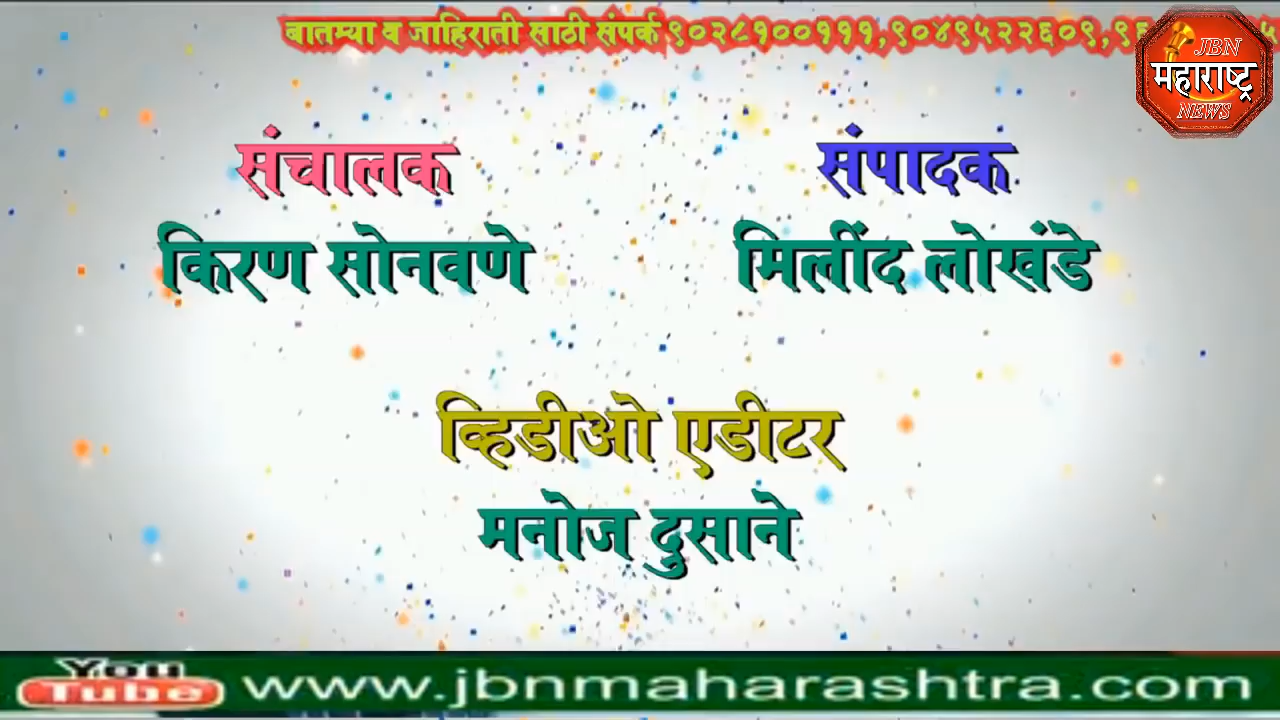 बातम्या व जाहिराती साठी संपर्क ९०२८१००१११,९०४९५२२६०९,
JBN
महाराष्ट्र
NEWS
संचालक
संपादक
किरण सोनवणे
मिलींद लोखंडे
व्हिडीओ एडीटर
मनोज दुसाने
You
Tube
www.jbnmaharashtra.com